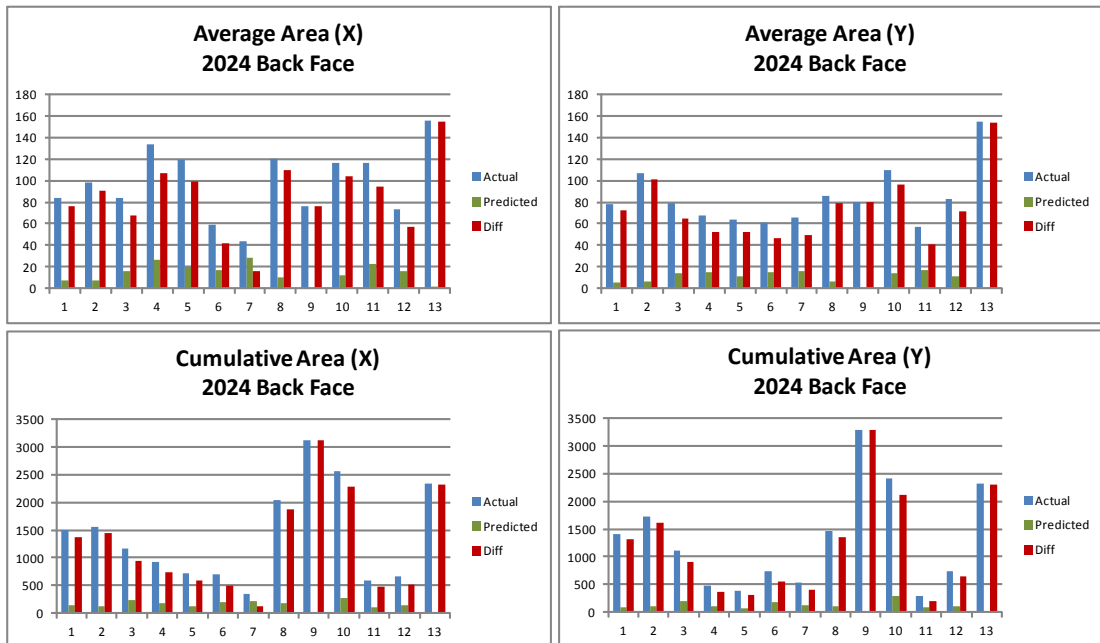 Average Area (X)
2024 Back Face
180
160
140
120
100
80
60
40
20
0
1 2 3 4 5 6 7 8 9 10 11 12 13
Actual
Predicted
Diff
Average Area (Y)
2024 Back Face
180
160
140
120
100
80
60
40
20
0
1 2 3 4 5 6 7 8 9 10 11 12 13
Actual
Predicted
Diff
Cumulative Area (X)
2024 Back Face
3500
3000
2500
2000
1500
1000
500
0
1 2 3 4 5 6 7 8 9 10 11 12 13
Actual
Predicted
Diff
Cumulative Area (Y)
2024 Back Face
3500
3000
2500
2000
1500
1000
500
0
1 2 3 4 5 6 7 8 9 10 11 12 13
Actual
Predicted
Diff